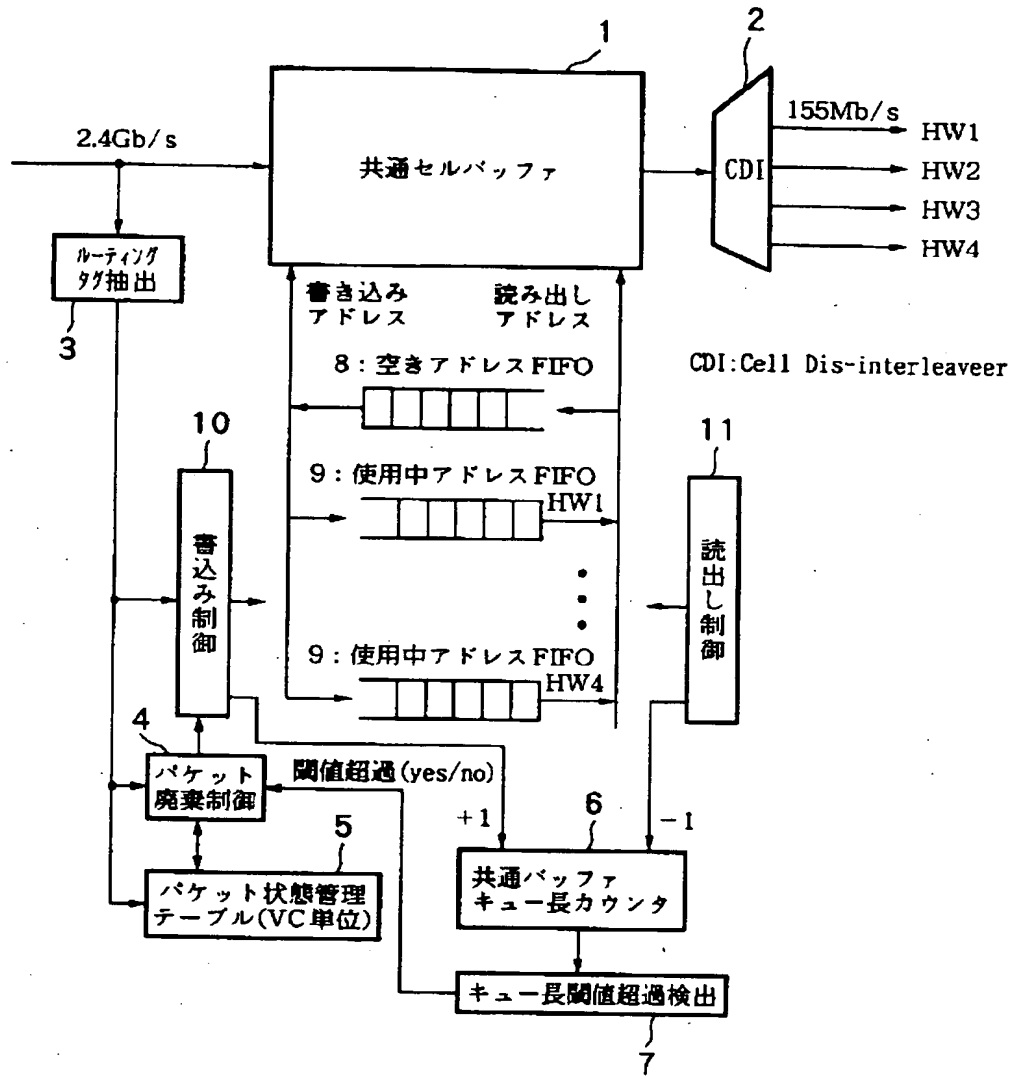 1
2
2.4Gb/s
共通セルバッファ
CDI
155Mb/s
HW1
HW2
HW3
HW4
ルーティング
タグ抽出
3
書き込み
アドレス
読み出し
アドレス
8:空きアドレスFIFO
CDI:Cell Dis-interleaveer
10
11
9:使用中アドレスFIFO
HW1
書込み制御
読出し制御
9:使用中アドレスFIFO
HW4
4
パケット
廃棄制御
閾値超過(yes/no)
+1
-1
5
6
パケット状態管理
テーブル(VC単位)
共通バッファ
キュー長カウンタ
キュー長閾値超過検出
7